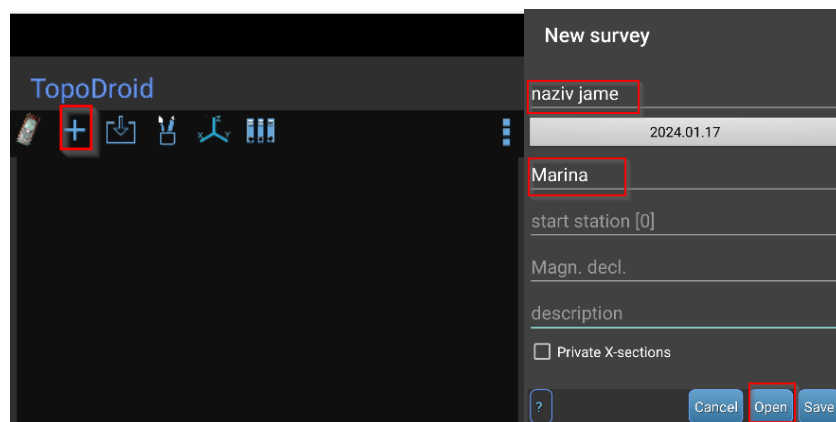 TopoDroid
New survey
naziv jame
2024.01.17
Marina
start station [0]
Magn. decl.
description
Private X-sections
? Cancel Open Save